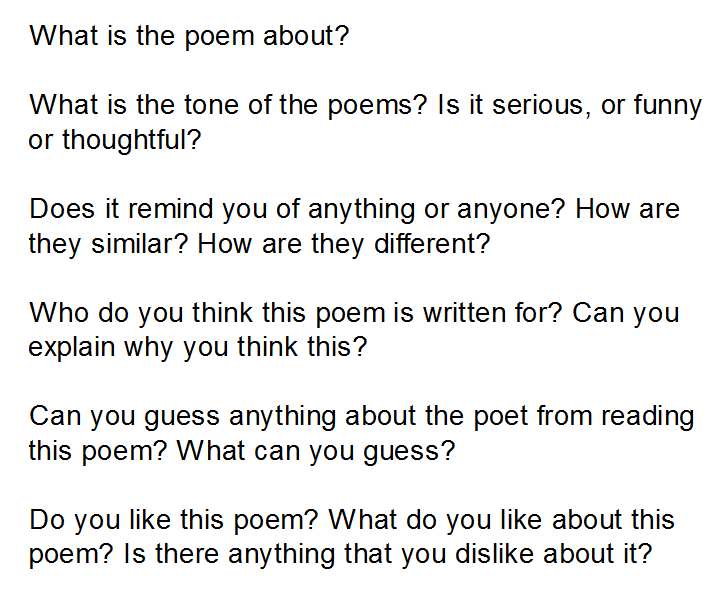 What is the poem about?
What is the tone of the poems? Is it serious, or funny
or thoughtful?
Does it remind you of anything or anyone? How are
they similar? How are they different?
Who do you think this poem is written for? Can you
explain why you think this?
Can you guess anything about the poet from reading
this poem? What can you guess?
Do you like this poem? What do you like about this
poem? Is there anything that you dislike about it?